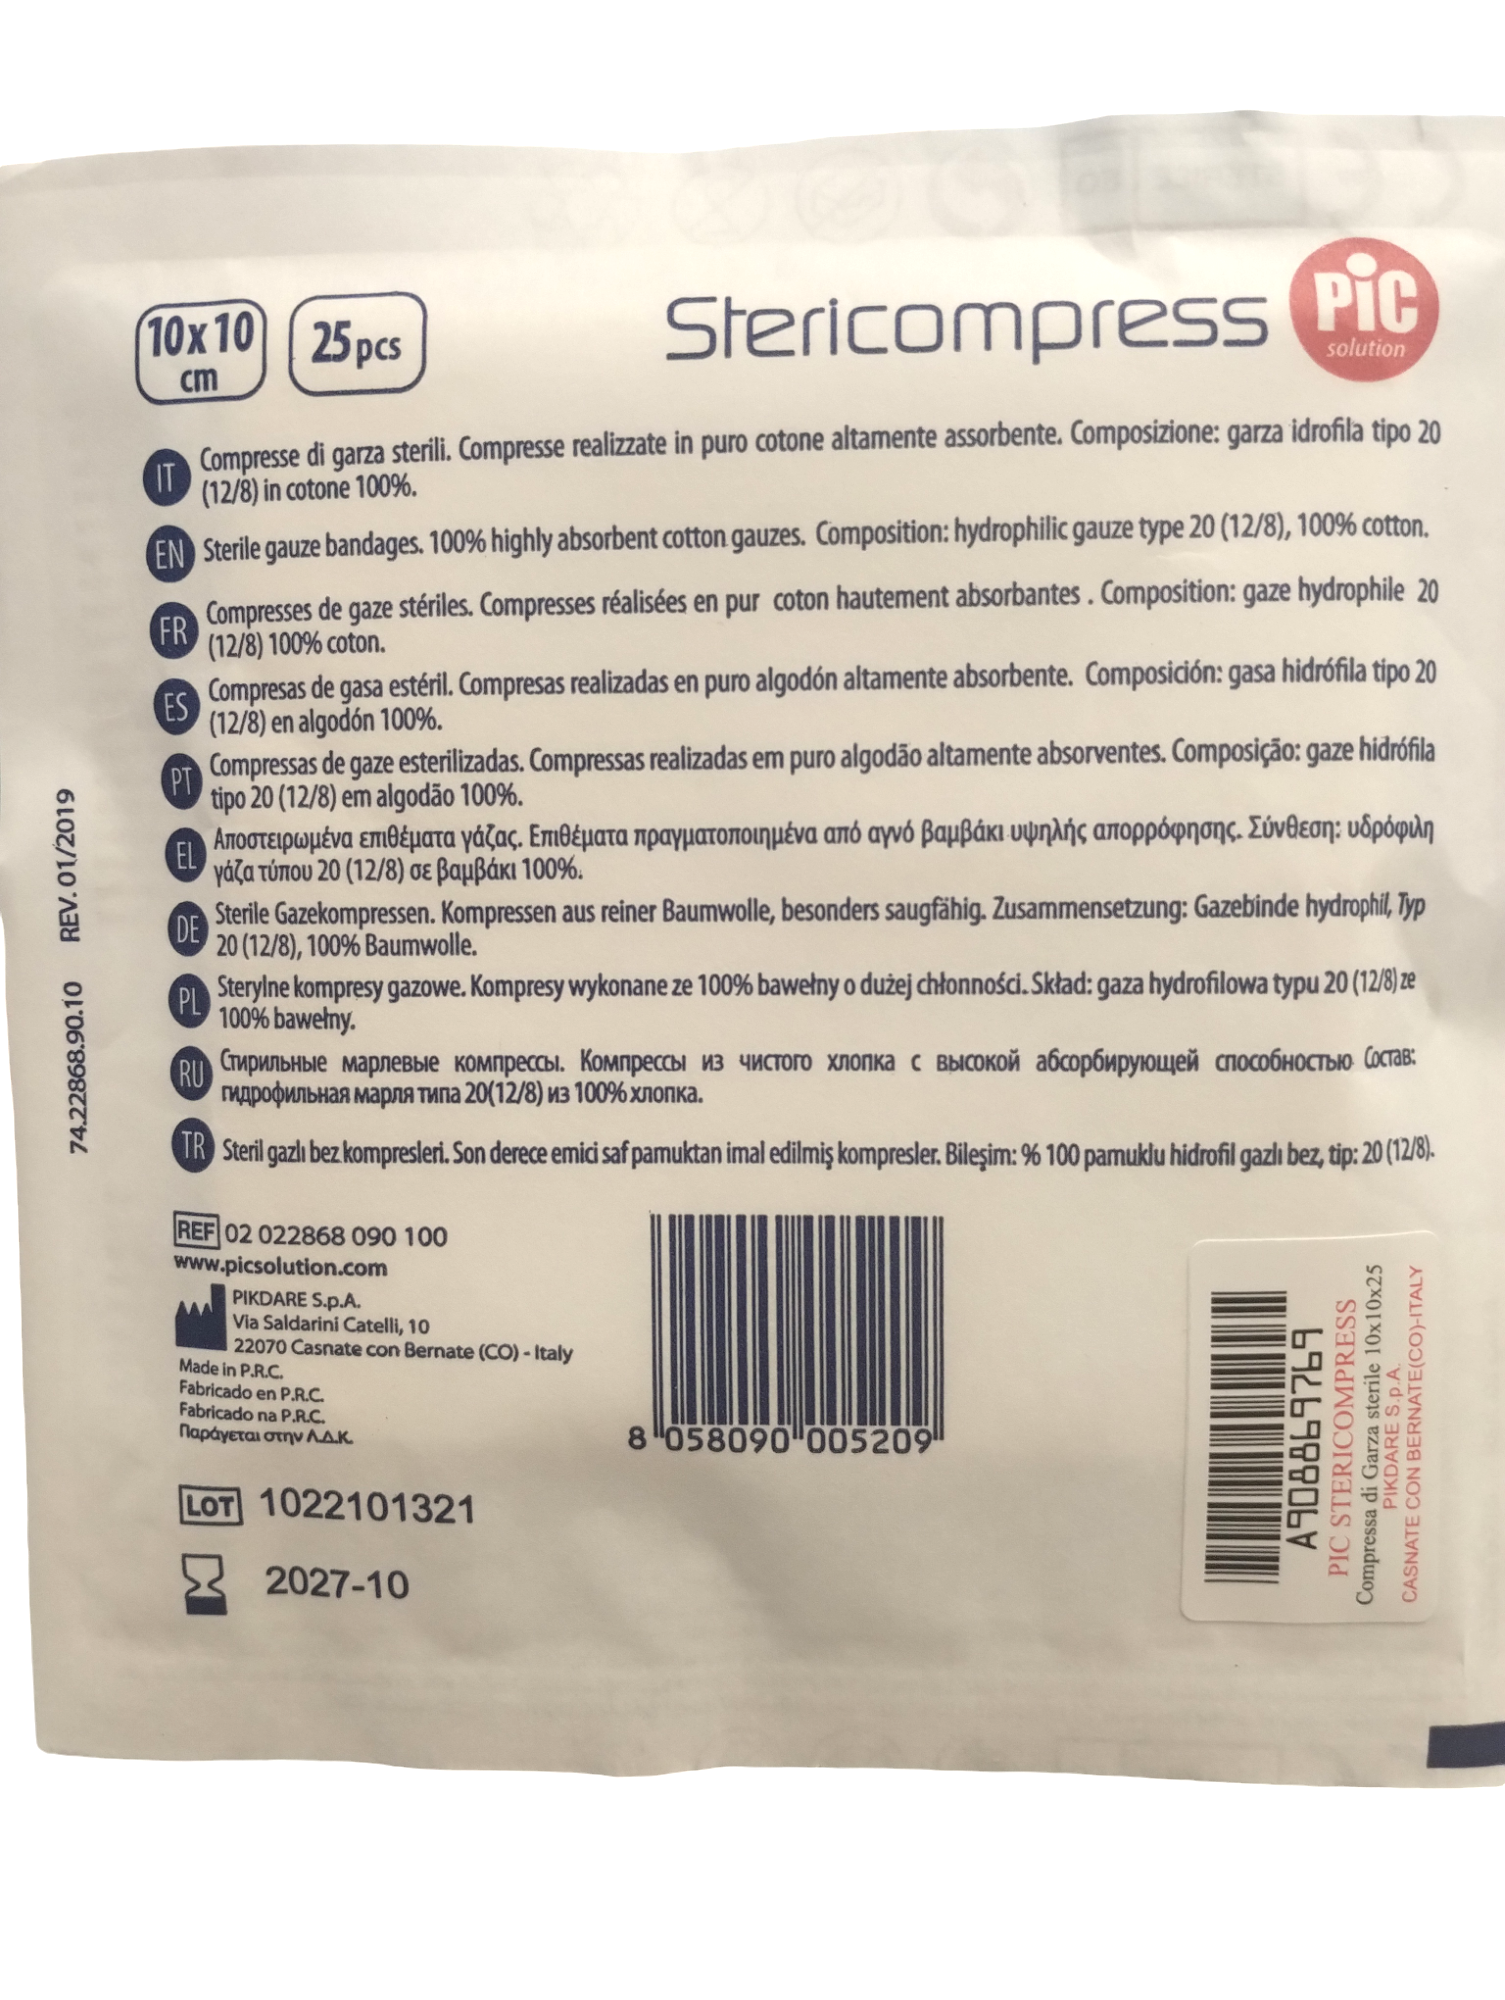 10x10
cm
25pcs
Stericompress
PiC
solution
IT Compresse di garza sterili. Compresse realizzate in puro cotone altamente assorbente. Composizione: garza idrofila tipo 20
(12/8) in cotone 100%.
EN Sterile gauze bandages. 100% highly absorbent cotton gauzes. Composition: hydrophilic gauze type 20 (12/8), 100% cotton.
FR Compresses de gaze stériles. Compresses réalisées en pur coton hautement absorbantes . Composition: gaze hydrophile 20
(12/8) 100% coton.
ES Compresas de gasa estéril. Compresas realizadas en puro algodón altamente absorbente. Composición: gasa hidrófila tipo 20
(12/8) en algodón 100%.
PT Compressas de gaze esterilizadas. Compressas realizadas em puro algodão altamente absorventes. Composição: gaze hidrófila
tipo 20 (12/8) em algodão 100%.
EL Αποστειρωμένα επιθέματα γάζας. Επιθέματα πραγματοποιημένα από αγνό βαμβάκι υψηλής απορρόφησης. Σύνθεση: υδρόφιλη
γάζα τύπου 20 (12/8) σε βαμβάκι 100%.
DE Sterile Gazekompressen. Kompressen aus reiner Baumwolle, besonders saugfähig. Zusammensetzung: Gazebinde hydrophil, Typ
20 (12/8), 100% Baumwolle.
PL Sterylne kompresy gazowe. Kompresy wykonane ze 100% bawełny o dużej chłonności. Skład: gaza hydrofilowa typu 20 (12/8) ze
100% bawełny.
RU Стирильные марлевые компрессы. Компрессы из чистого хлопка с высокой абсорбирующей способностью Состав:
гидрофильная марля типа 20(12/8) из 100% хлопка.
TR Steril gazlı bez kompresleri. Son derece emici saf pamuktan imal edilmiş kompresler. Bileşim: % 100 pamuklu hidrofil gazlı bez, tip: 20 (12/8).
74.22868.90.10 REV. 01/2019
REF 02 022868 090 100
www.picsolution.com
PIKDARE S.p.A.
Via Saldarini Catelli, 10
22070 Casnate con Bernate (CO) - Italy
Made in P.R.C.
Fabricado en P.R.C.
Fabricado na P.R.C.
Παράγεται στην Λ.Δ.Κ.
8 058090 005209
LOT 1022101321
2027-10
A908869769
PIC STERICOMPRESS
Compressa di Garza sterile 10x10x25
PIKDARE S.p.A.
CASNATE CON BERNATE(CO)-ITALY